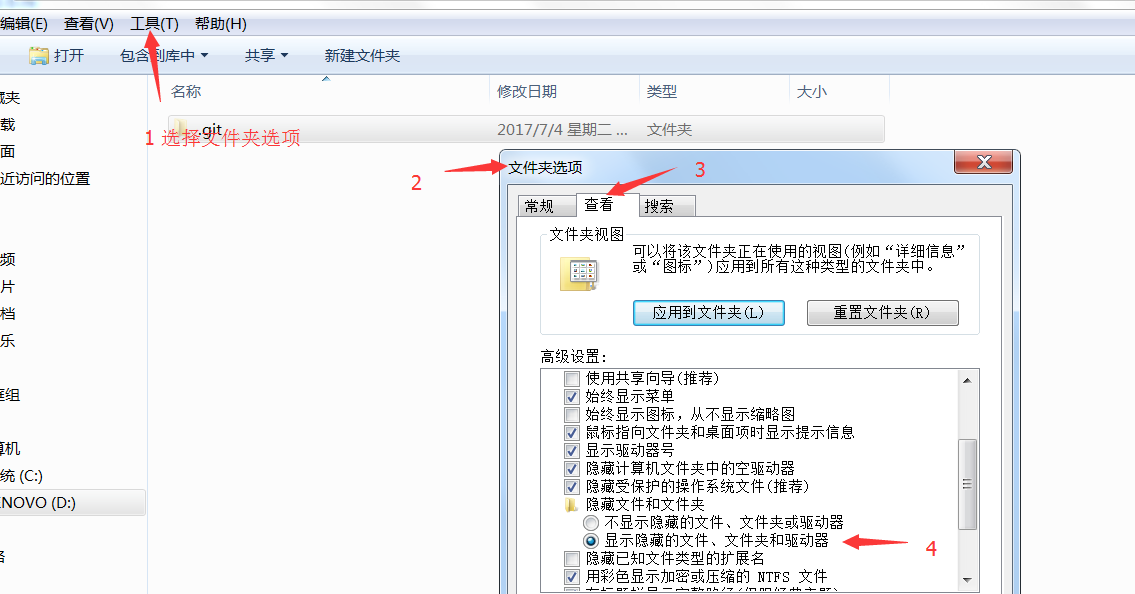 编辑(E) 查看(V) 工具(T) 帮助(H)
打开 包含到库中 共享 新建文件夹
名称 修改日期 类型 大小
.git 2017/7/4 星期二 ... 文件夹
1 选择文件夹选项
藏夹
载
面
近访问的位置
频
片
档
乐
庭组
算机
统 (C:)
ENOVO (D:)
络
2
文件夹选项
3
常规 查看 搜索
文件夹视图
可以将该文件夹正在使用的视图(例如“详细信息”
或“图标”)应用到所有这种类型的文件夹中。
应用到文件夹(L) 重置文件夹(R)
高级设置:
使用共享向导(推荐)
始终显示菜单
始终显示图标，从不显示缩略图
鼠标指向文件夹和桌面项时显示提示信息
显示驱动器号
隐藏计算机文件夹中的空驱动器
隐藏受保护的操作系统文件(推荐)
隐藏文件和文件夹
不显示隐藏的文件、文件夹或驱动器
显示隐藏的文件、文件夹和驱动器
4
隐藏已知文件类型的扩展名
用彩色显示加密或压缩的 NTFS 文件